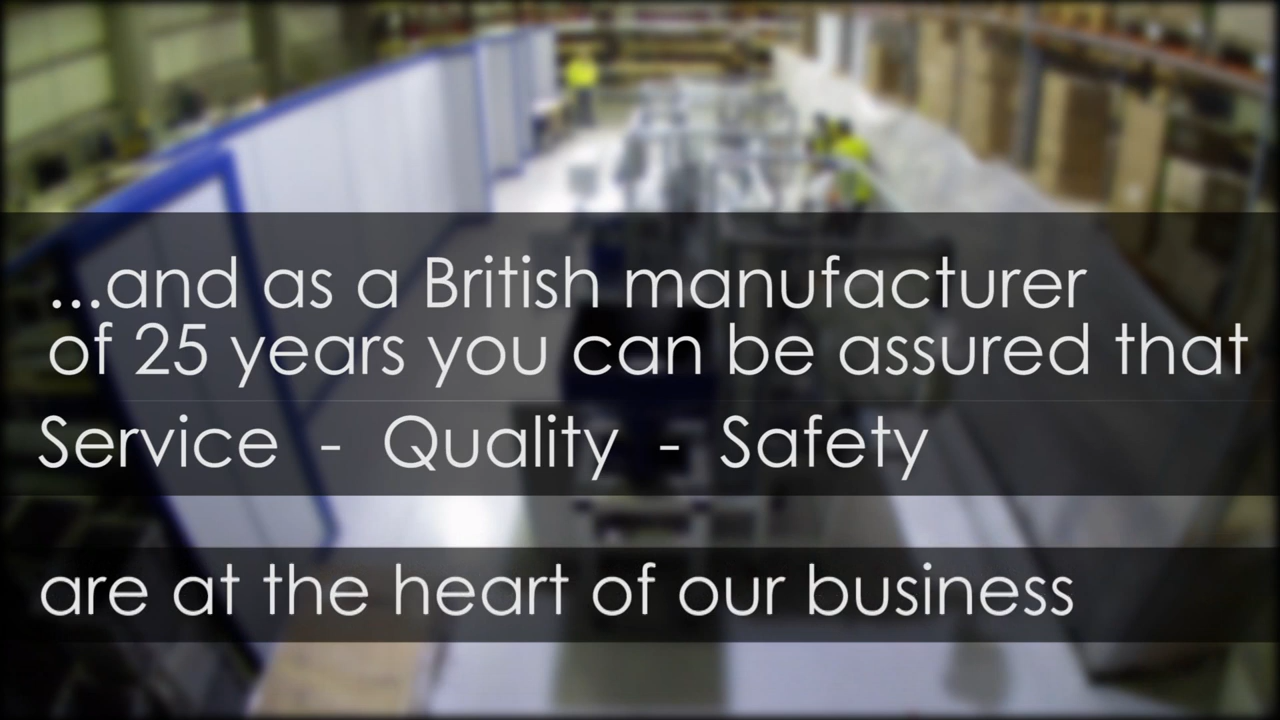 ...and as a British manufacturer
of 25 years you can be assured that
Service - Quality - Safety
are at the heart of our business